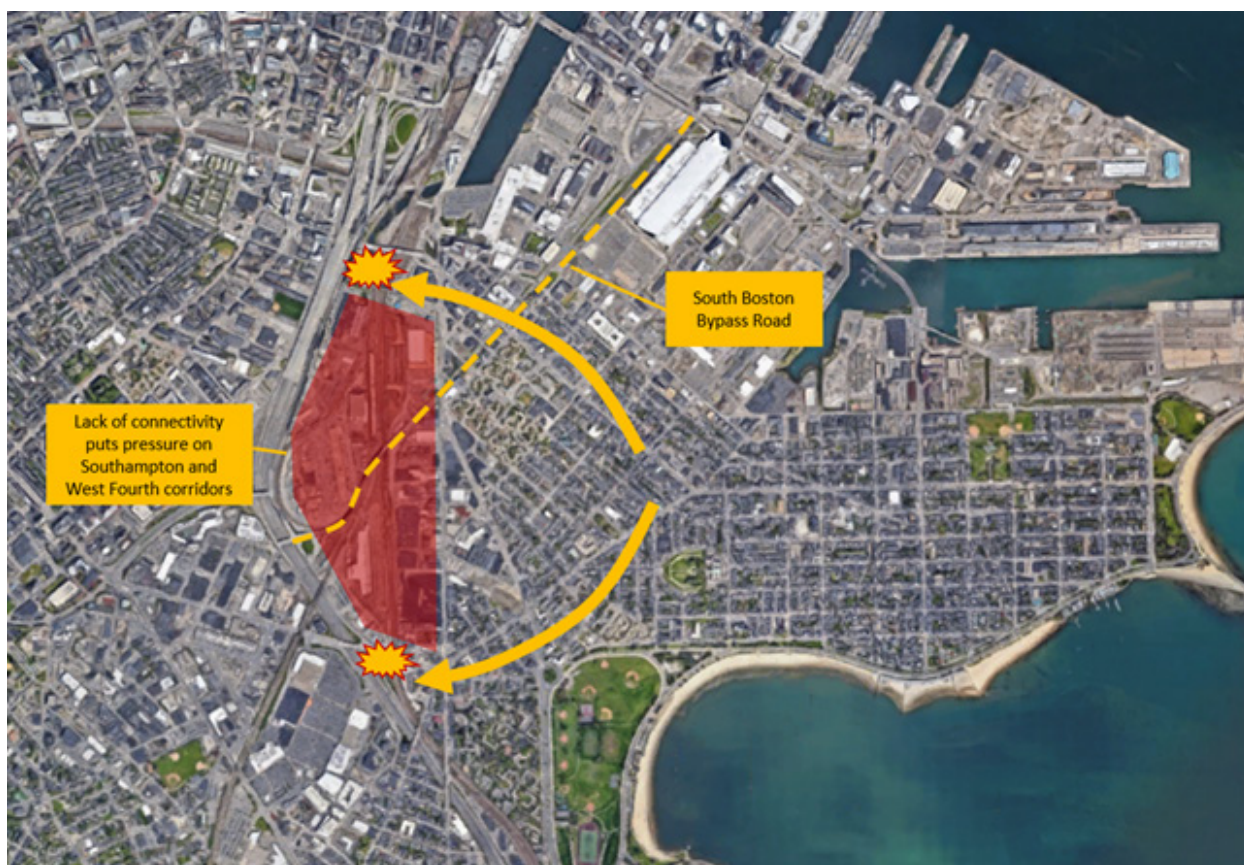 South Boston
Bypass Road
Lack of connectivity
puts pressure on
Southampton and
West Fourth corridors